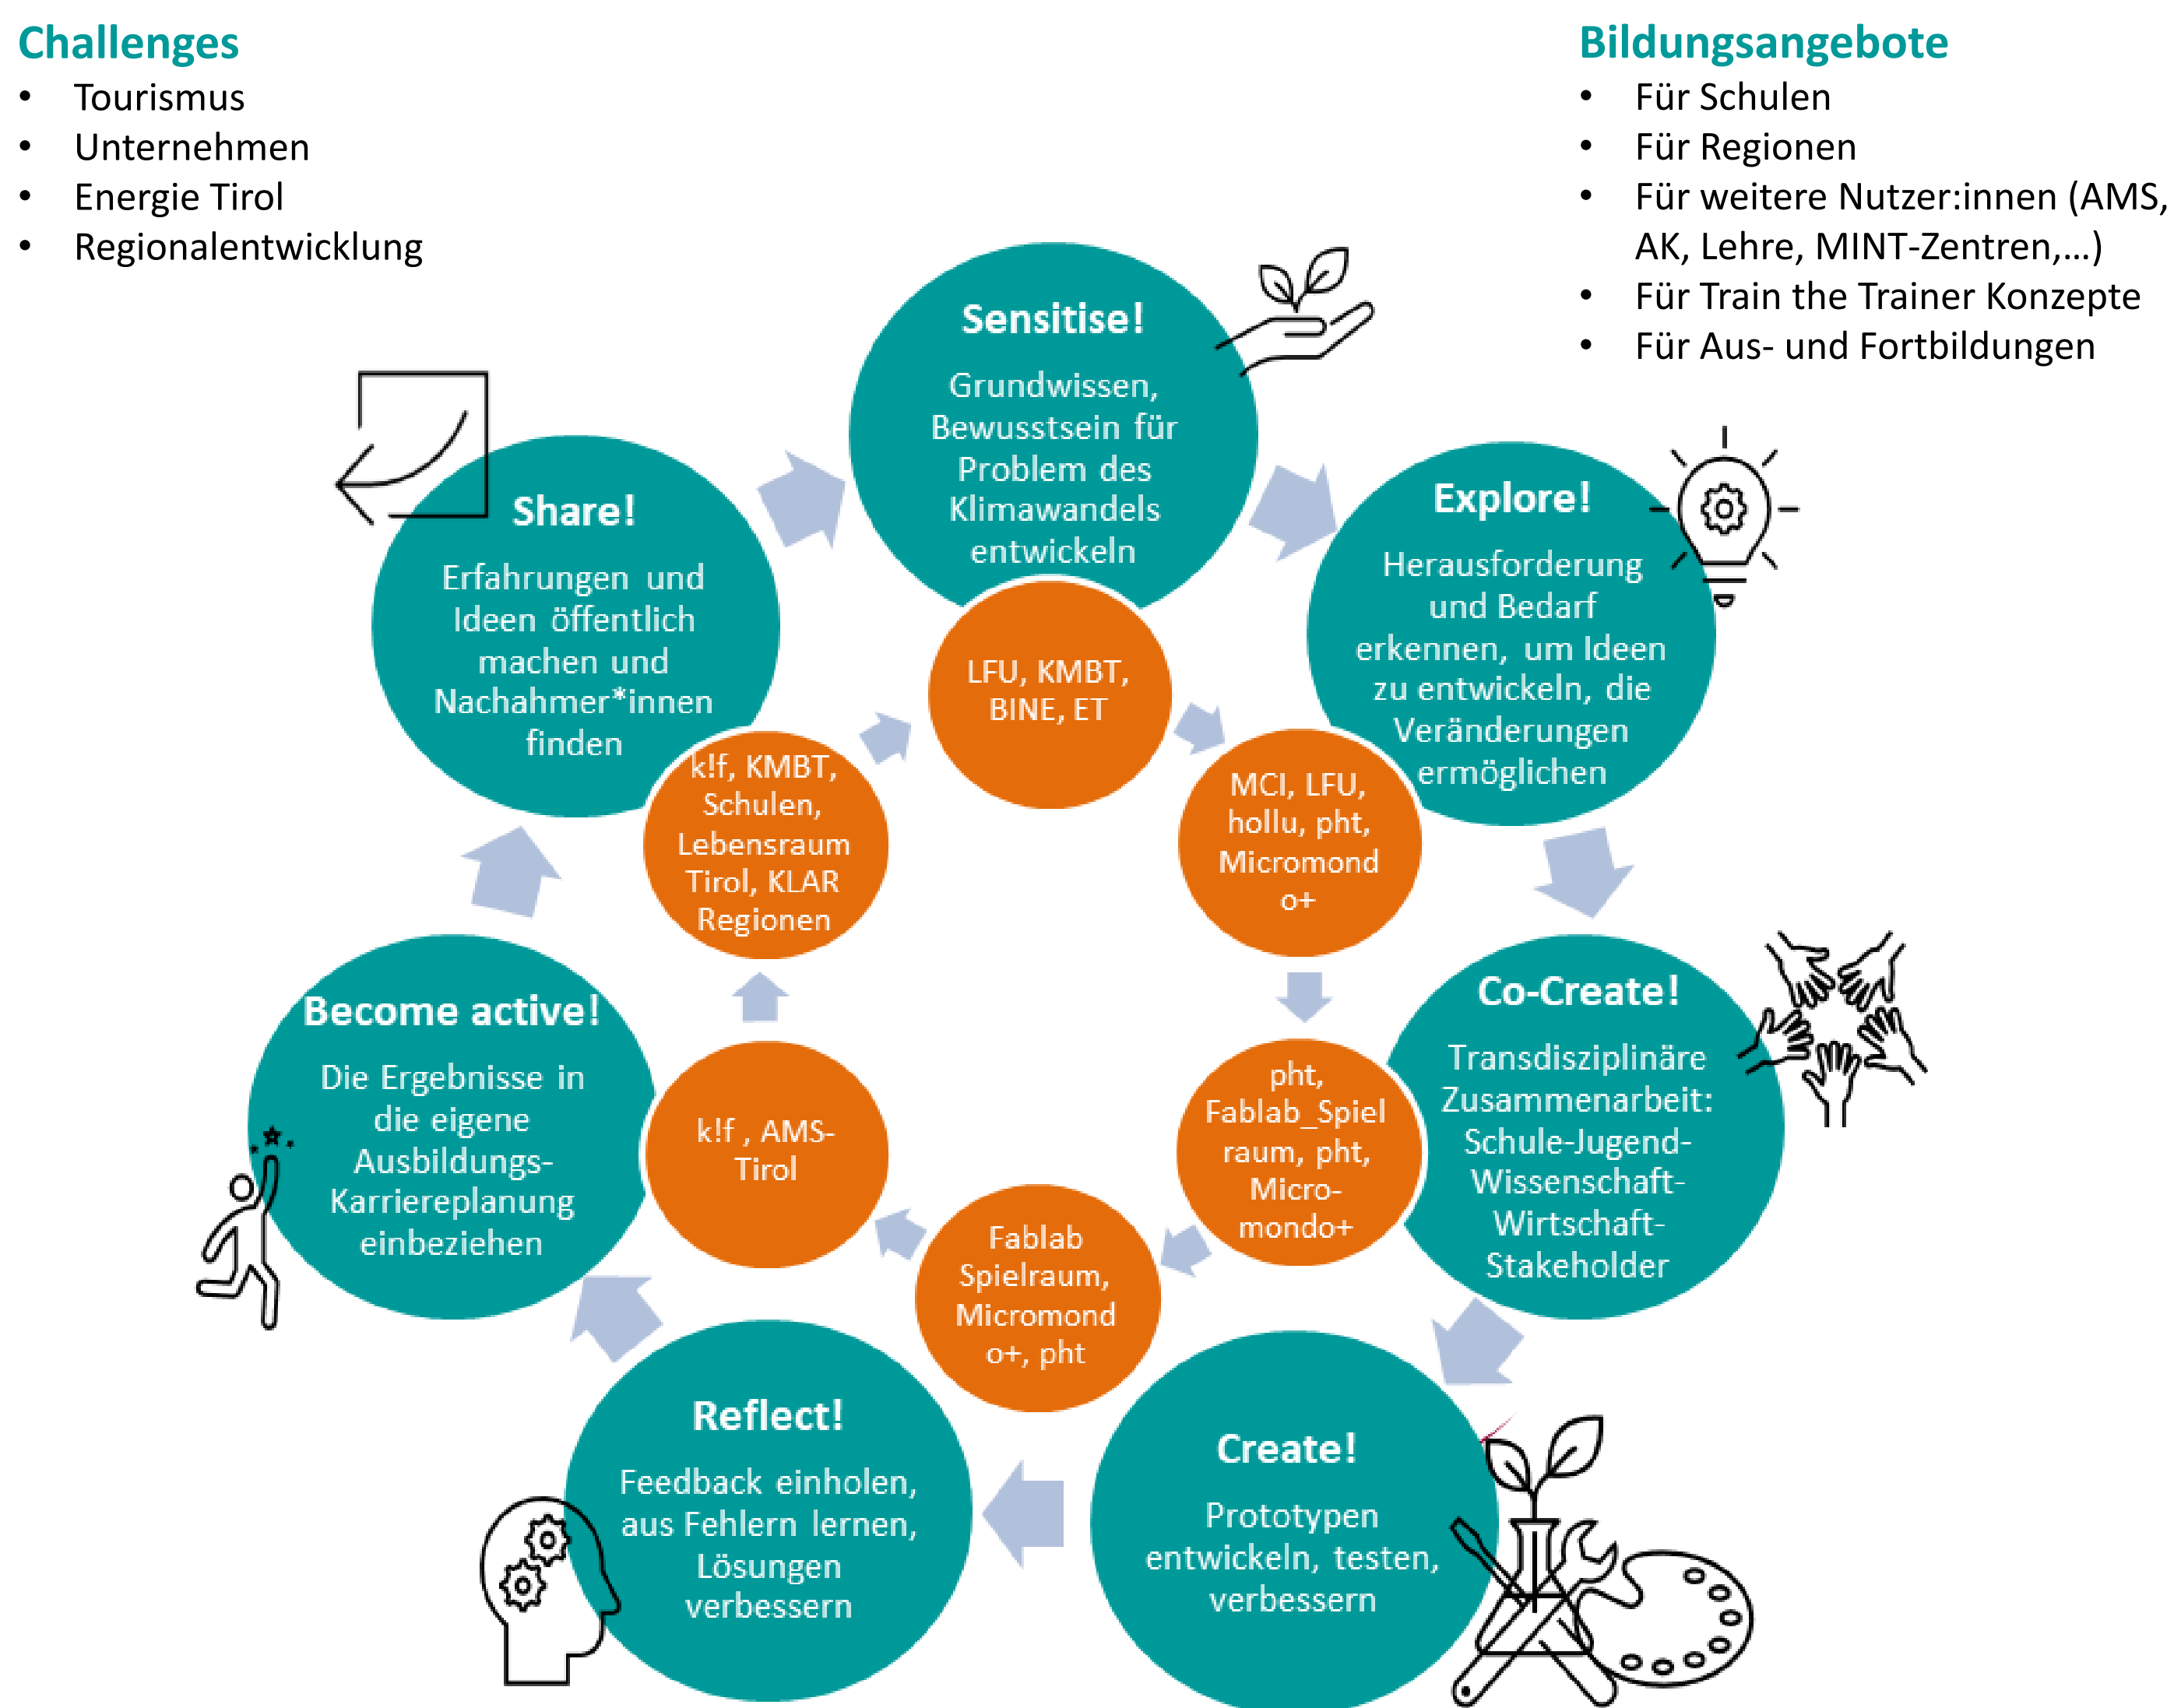 Challenges
• Tourismus
• Unternehmen
• Energie Tirol
• Regionalentwicklung
Bildungsangebote
• Für Schulen
• Für Regionen
• Für weitere Nutzer:innen (AMS,
AK, Lehre, MINT-Zentren,...)
• Für Train the Trainer Konzepte
• Für Aus- und Fortbildungen
Sensitise!
Grundwissen,
Bewusstsein für
Problem des
Klimawandels
entwickeln
Explore!
Herausforderung
und Bedarf
erkennen, um Ideen
zu entwickeln, die
Veränderungen
ermöglichen
Co-Create!
Transdisziplinäre
Zusammenarbeit:
Schule-Jugend-
Wissenschaft-
Wirtschaft-
Stakeholder
Create!
Prototypen
entwickeln, testen,
verbessern
Reflect!
Feedback einholen,
aus Fehlern lernen,
Lösungen
verbessern
Become active!
Die Ergebnisse in
die eigene
Ausbildungs-
Karriereplanung
einbeziehen
Share!
Erfahrungen und
Ideen öffentlich
machen und
Nachahmer*innen
finden
LFU, KMBT,
BINE, ET
MCI, LFU,
hollu, pht,
Micromond
o+
pht,
Fablab_Spiel
raum, pht,
Micro-
mondo+
Fablab
Spielraum,
Micromond
o+, pht
k!f , AMS-
Tirol
k!f, KMBT,
Schulen,
Lebensraum
Tirol, KLAR
Regionen